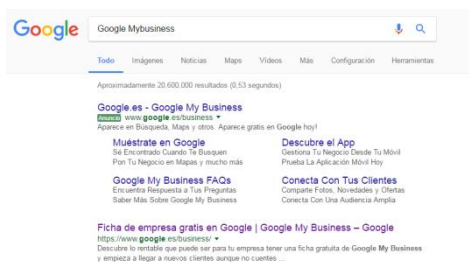 Google
Google Mybusiness
Todo Imágenes Noticias Maps Vídeos Más Configuración Herramientas
Aproximadamente 20.600.000 resultados (0,53 segundos)
Google.es - Google My Business
Anuncio www.google.es/business
Aparece en Búsqueda, Maps y otros. Aparece gratis en Google hoy!
Muéstrate en Google
Sé Encontrado Cuando Te Busquen
Pon Tu Negocio en Mapas y mucho más
Descubre el App
Gestiona Tu Negocio Desde Tu Móvil
Prueba La Aplicación Móvil Hoy
Google My Business FAQs
Encuentra Respuesta a Tus Preguntas
Saber Más Sobre Google My Business
Conecta Con Tus Clientes
Comparte Fotos, Novedades y Ofertas
Conecta Con Una Audiencia Amplia
Ficha de empresa gratis en Google | Google My Business – Google
https://www.google.es/business/
Descubre lo rentable que puede ser para tu empresa tener una ficha gratuita de Google My Business
y empieza a llegar a nuevos clientes aunque no cuentes ...